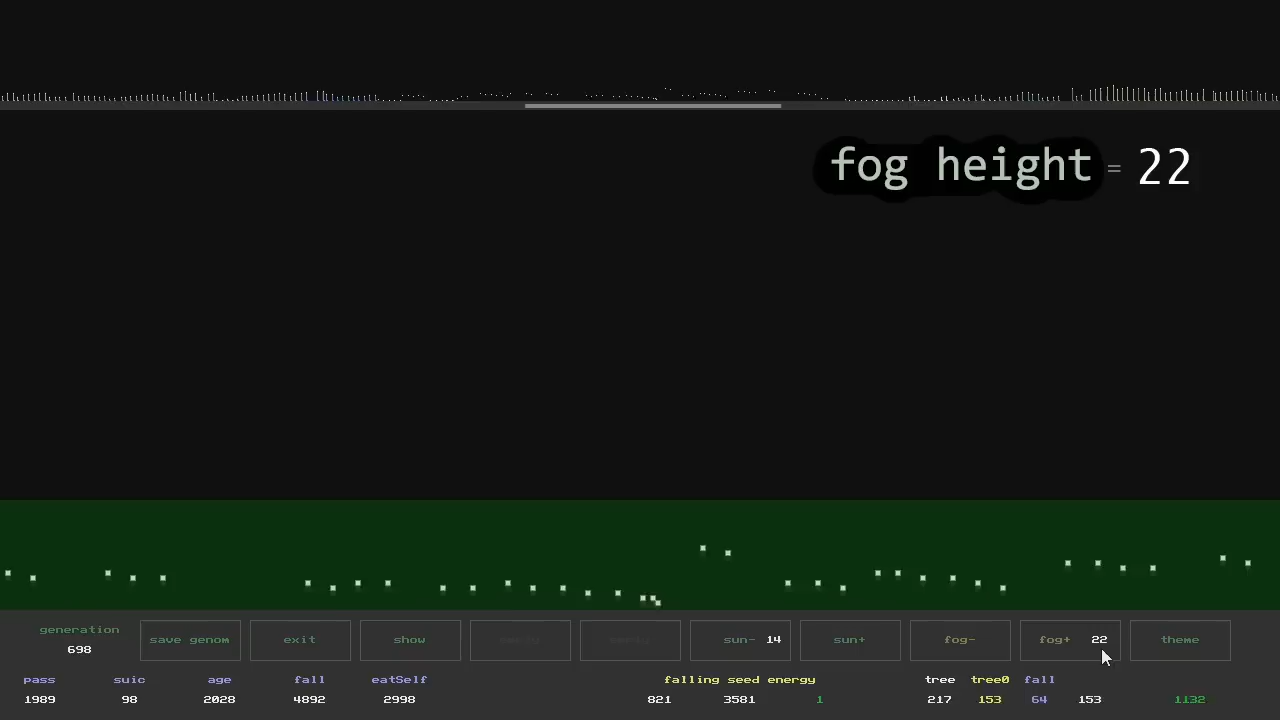 fog height = 22
generation
698
save genom
exit
show
sun- 14
sun+
fog-
fog+ 22
theme
pass suic age fall eatSelf falling seed energy tree tree0 fall
1989 98 2028 4892 2998 821 3581 1 217 153 64 153 1132